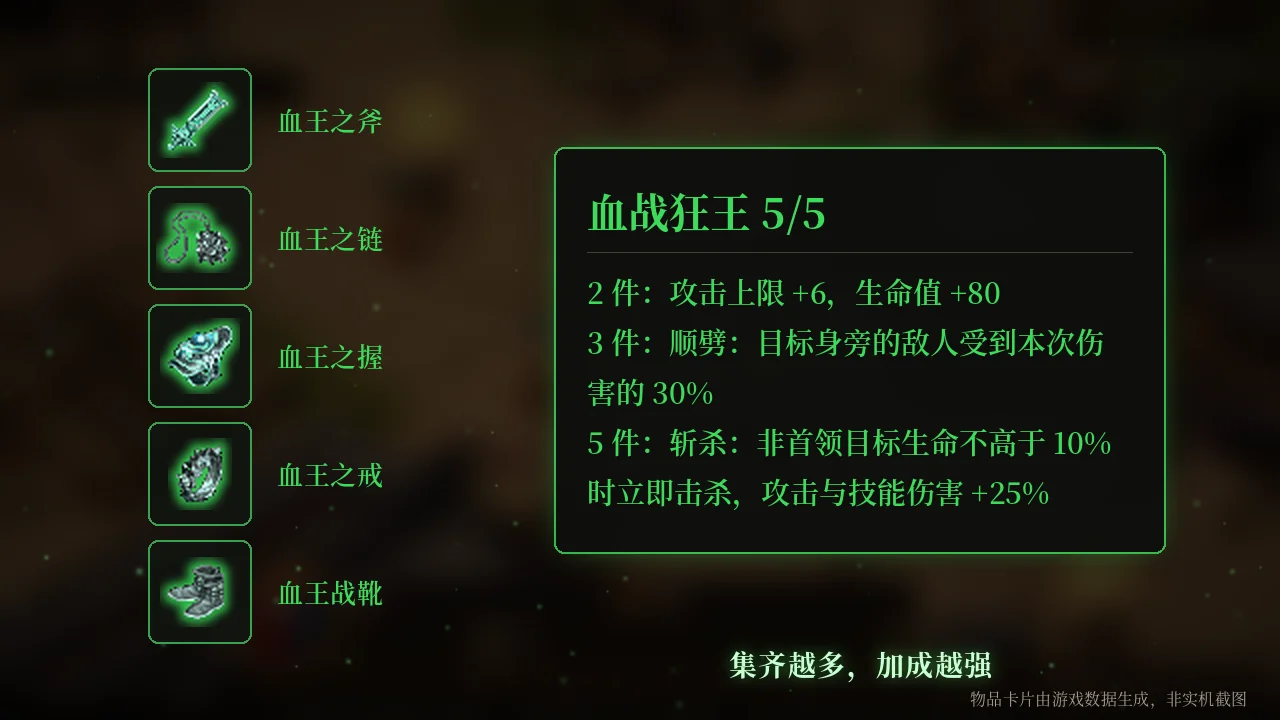 血王之斧
血王之链
血王之握
血王之戒
血王战靴
血战狂王 5/5
2 件：攻击上限 +6，生命值 +80
3 件：顺劈：目标身旁的敌人受到本次伤
害的 30%
5 件：斩杀：非首领目标生命不高于 10%
时立即击杀，攻击与技能伤害 +25%
集齐越多，加成越强
物品卡片由游戏数据生成，非实机截图